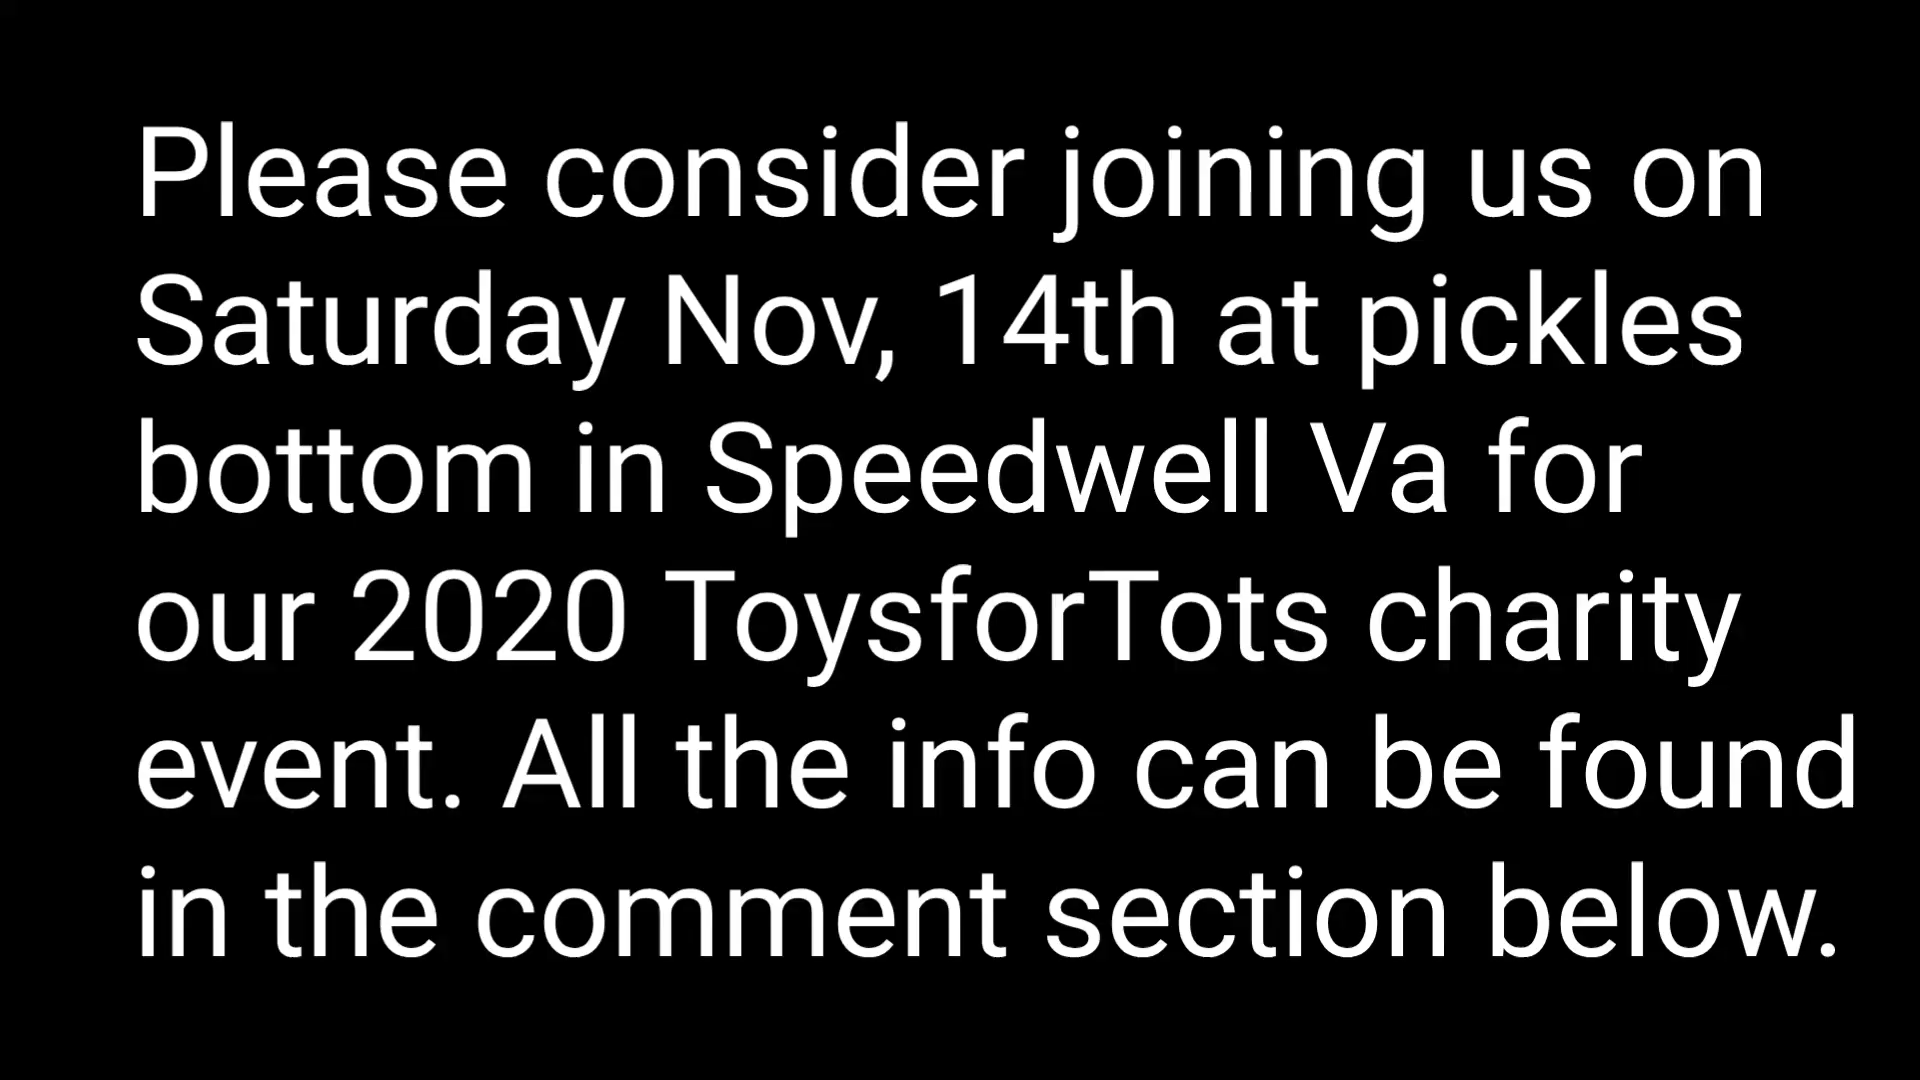 Please consider joining us on
Saturday Nov, 14th at pickles
bottom in Speedwell Va for
our 2020 ToysforTots charity
event. All the info can be found
in the comment section below.